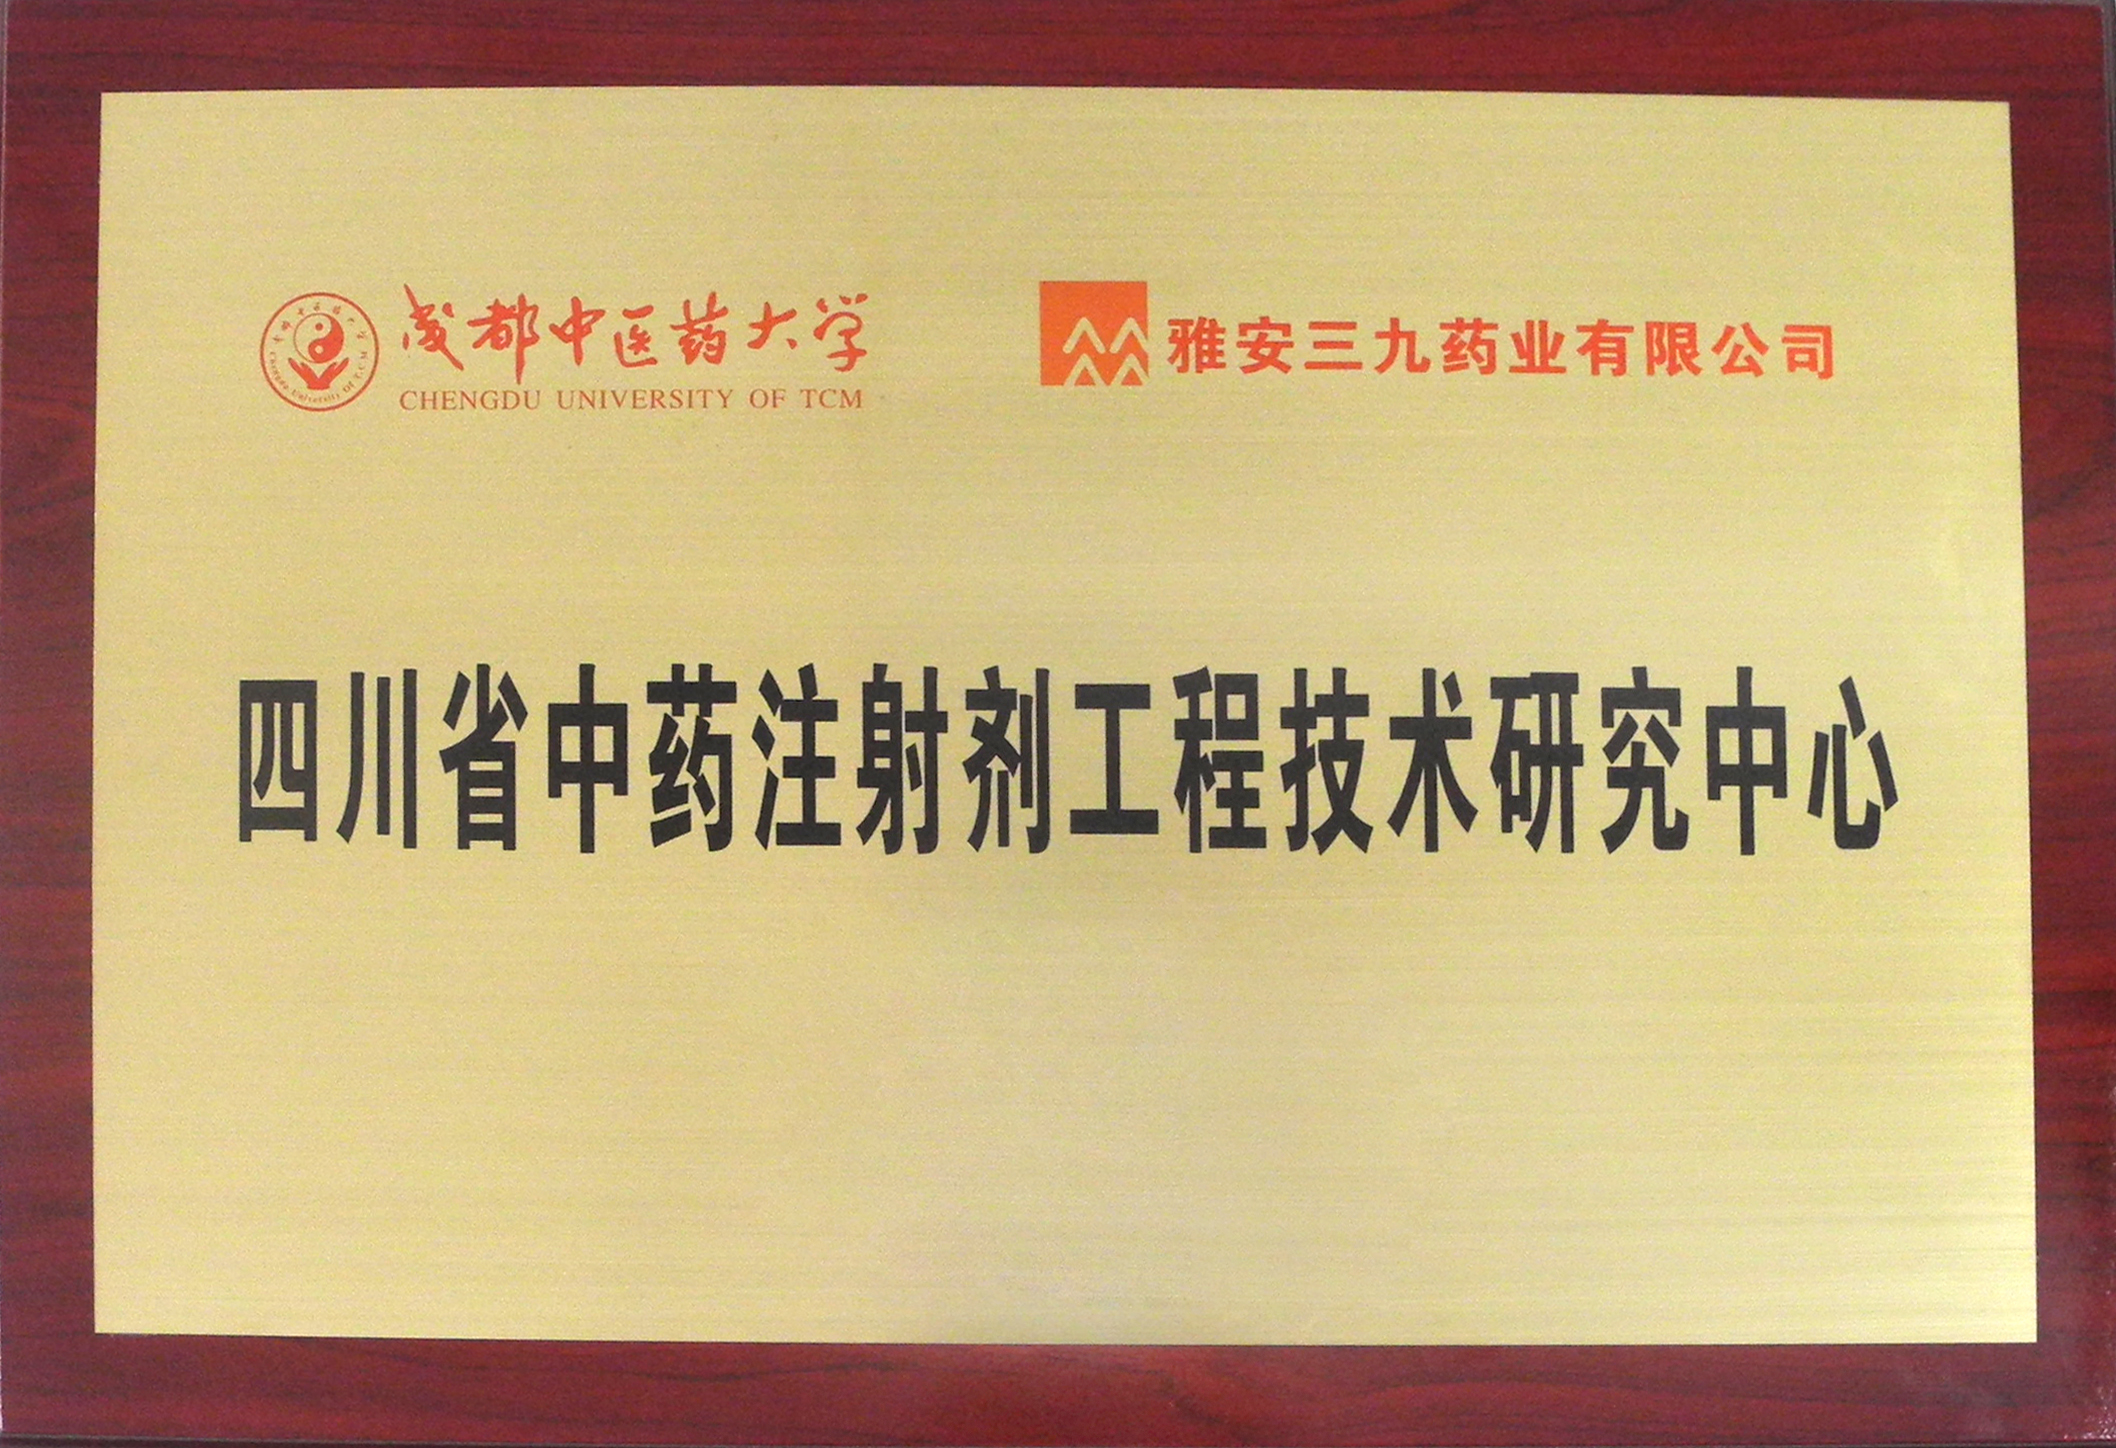 成都中医药大学
CHENGDU UNIVERSITY OF TCM
雅安三九药业有限公司
四川省中药注射剂工程技术研究中心